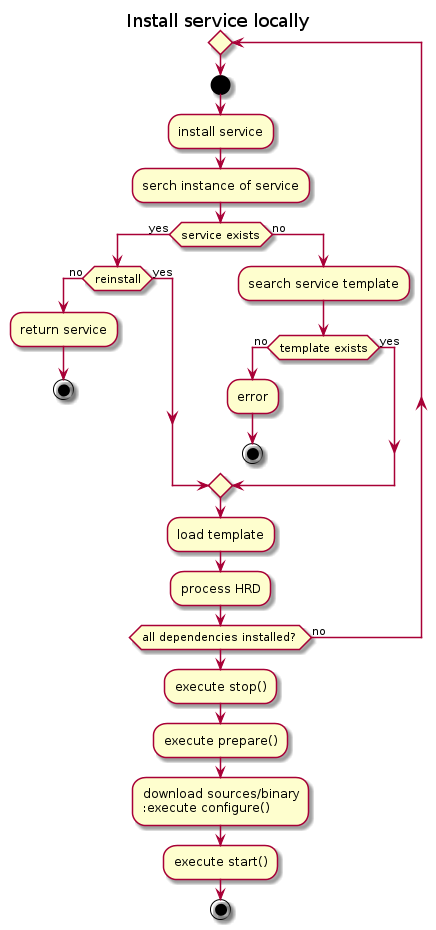 Install service locally
install service
serch instance of service
yes
service exists
no
no
reinstall
yes
search service template
return service
no
template exists
yes
error
load template
process HRD
all dependencies installed?
no
execute stop()
execute prepare()
download sources/binary
:execute configure()
execute start()